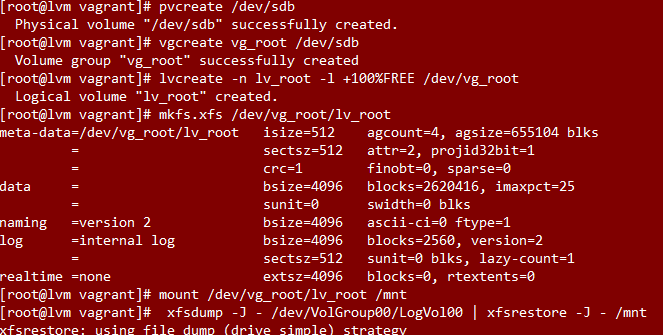 [root@lvm vagrant]# pvcreate /dev/sdb
  Physical volume "/dev/sdb" successfully created.
[root@lvm vagrant]# vgcreate vg_root /dev/sdb
  Volume group "vg_root" successfully created
[root@lvm vagrant]# lvcreate -n lv_root -l +100%FREE /dev/vg_root
  Logical volume "lv_root" created.
[root@lvm vagrant]# mkfs.xfs /dev/vg_root/lv_root
meta-data=/dev/vg_root/lv_root   isize=512    agcount=4, agsize=655104 blks
         =                       sectsz=512   attr=2, projid32bit=1
         =                       crc=1        finobt=0, sparse=0
data     =                       bsize=4096   blocks=2620416, imaxpct=25
         =                       sunit=0      swidth=0 blks
naming   =version 2              bsize=4096   ascii-ci=0 ftype=1
log      =internal log           bsize=4096   blocks=2560, version=2
         =                       sectsz=512   sunit=0 blks, lazy-count=1
realtime =none                   extsz=4096   blocks=0, rtextents=0
[root@lvm vagrant]# mount /dev/vg_root/lv_root /mnt
[root@lvm vagrant]#  xfsdump -J - /dev/VolGroup00/LogVol00 | xfsrestore -J - /mnt
xfsrestore: using file dump (drive_simple) strategy